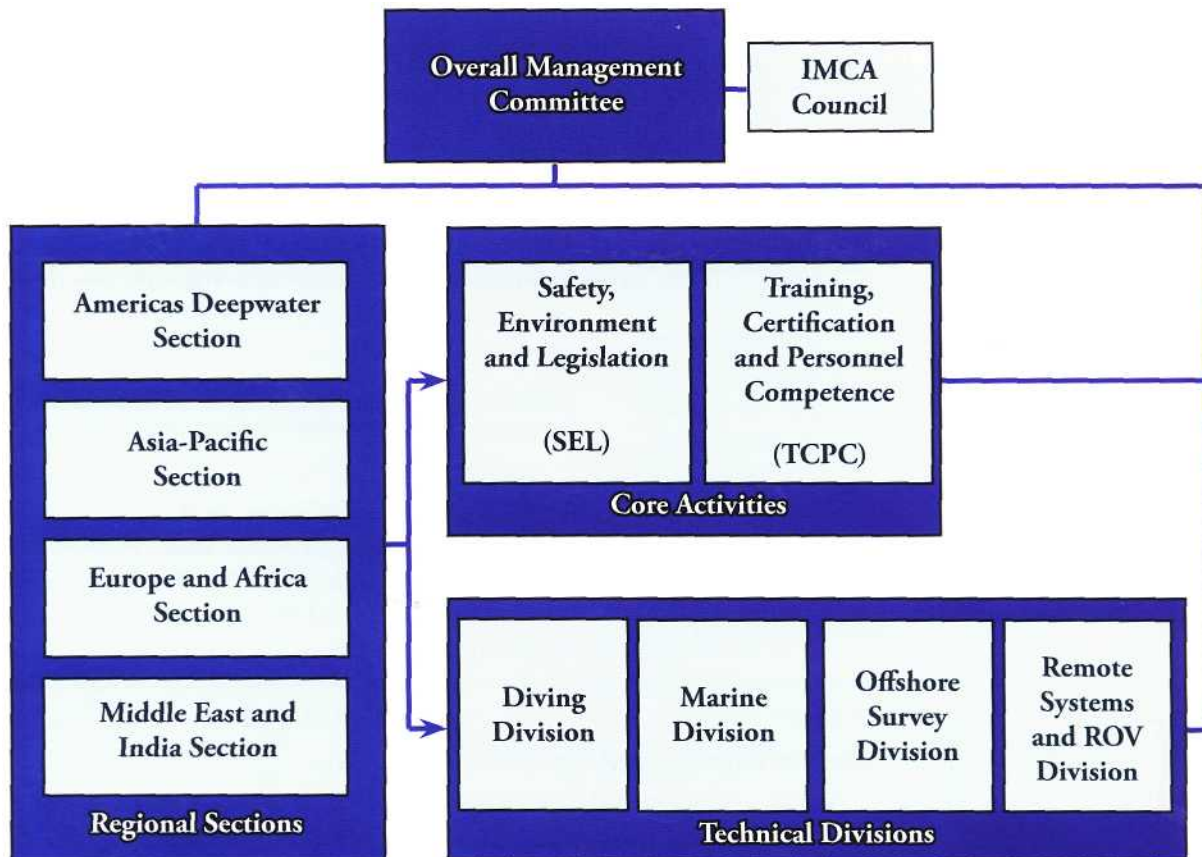 Overall Management
Committee
IMCA
Council
Americas Deepwater
Section
Asia-Pacific
Section
Europe and Africa
Section
Middle East and
India Section
Regional Sections
Safety,
Environment
and Legislation
(SEL)
Training,
Certification
and Personnel
Competence
(TCPC)
Core Activities
Diving
Division
Marine
Division
Offshore
Survey
Division
Remote
Systems
and ROV
Division
Technical Divisions